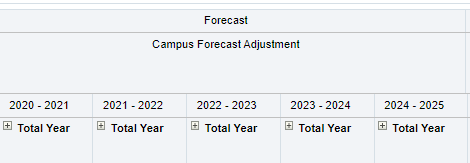 Forecast
Campus Forecast Adjustment
2020 - 2021 2021 - 2022 2022 - 2023 2023 - 2024 2024 - 2025
Total Year Total Year Total Year Total Year Total Year